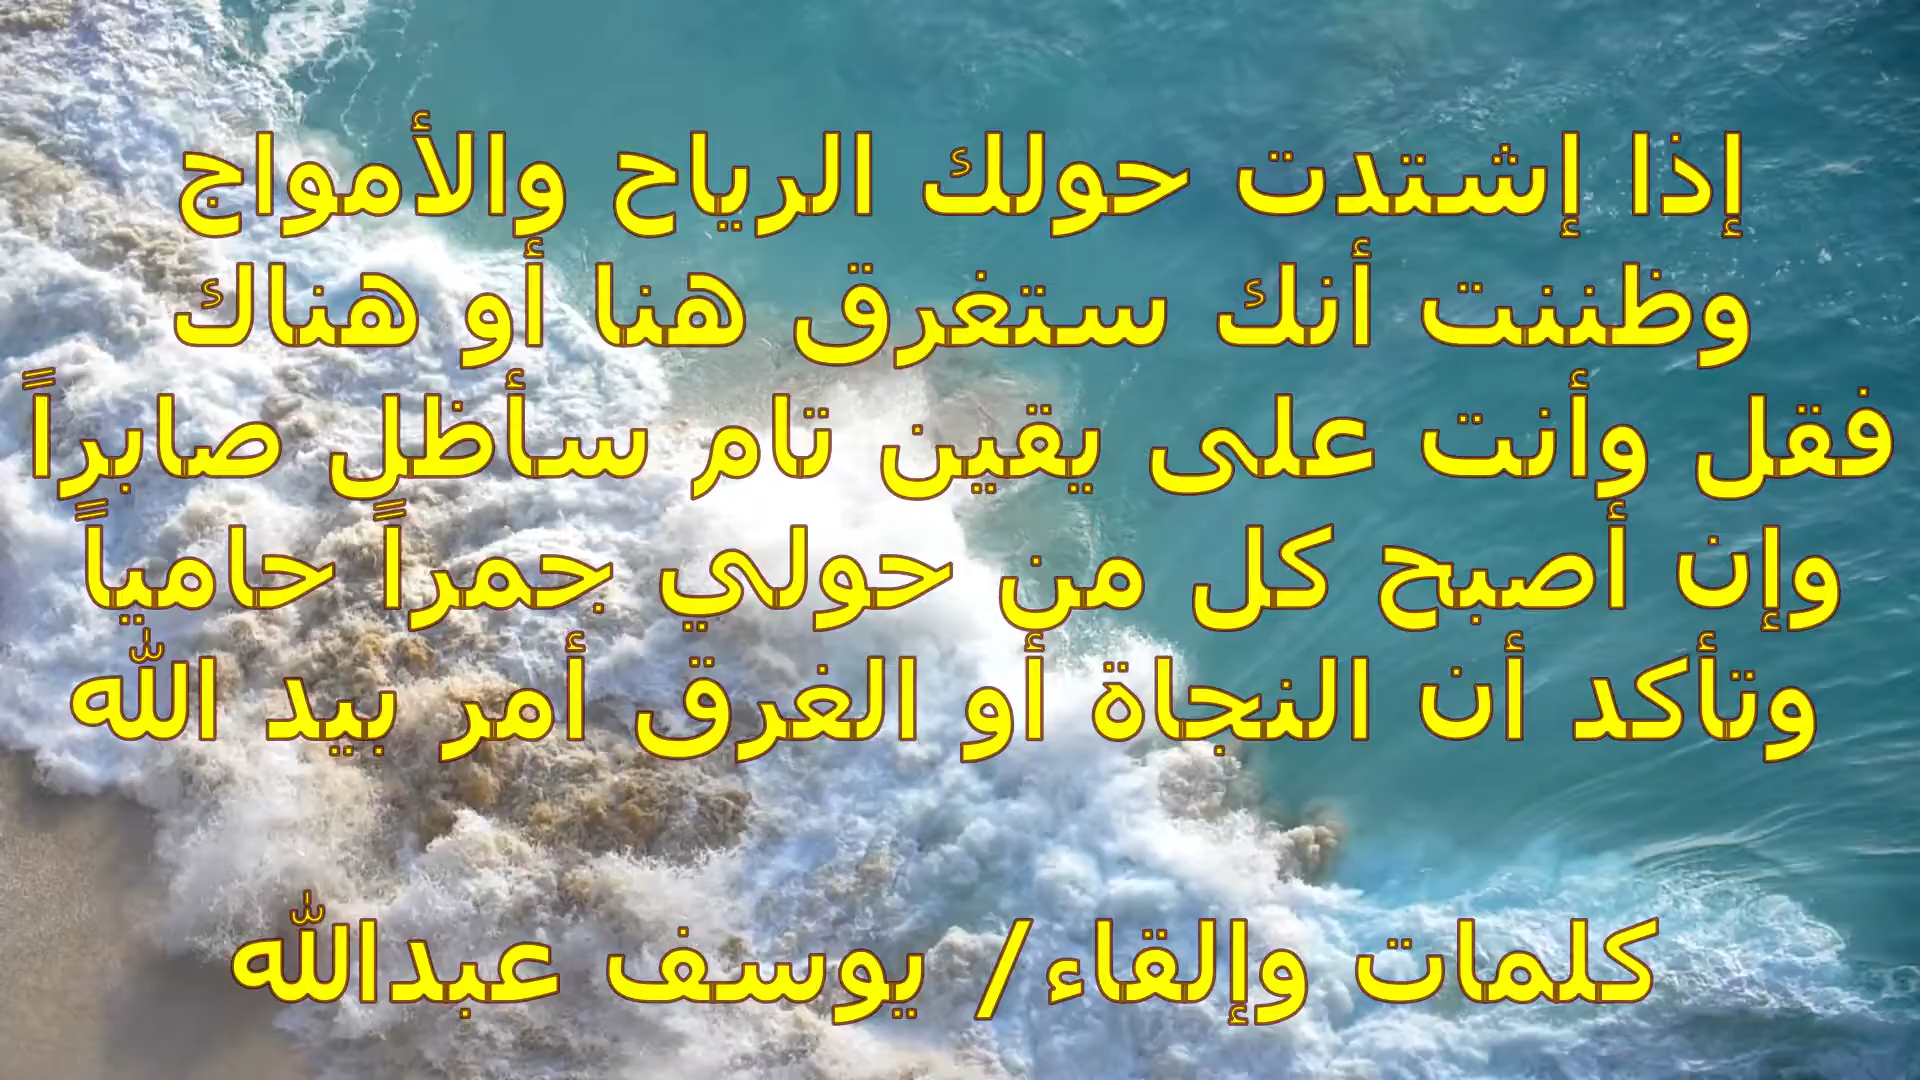 إذا إشتدت حولك الرياح والأمواج
وظننت أنك ستغرق هنا أو هناك
فقل وأنت على يقين تام سأظل صابراً
وإن أصبح كل من حولي جمراً حامياً
وتأكد أن النجاة أو الغرق أمر بيد الله
كلمات وإلقاء/ يوسف عبدالله